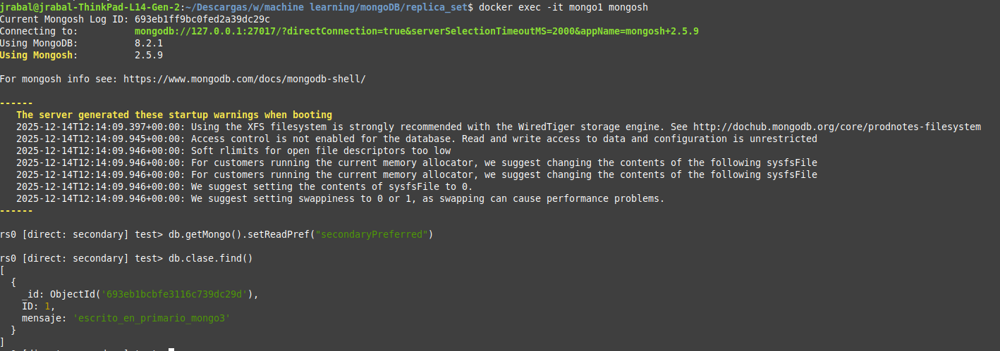 jrabal@jrabal-ThinkPad-L14-Gen-2:~/Descargas/w/machine learning/mongoDB/replica_set$ docker exec -it mongo1 mongosh
Current Mongosh Log ID: 693eb1ff9bc0fed2a39dc29c
Connecting to:          mongodb://127.0.0.1:27017/?directConnection=true&serverSelectionTimeoutMS=2000&appName=mongosh+2.5.9
Using MongoDB:          8.2.1
Using Mongosh:          2.5.9
For mongosh info see: https://www.mongodb.com/docs/mongodb-shell/
------
   The server generated these startup warnings when booting
   2025-12-14T12:14:09.397+00:00: Using the XFS filesystem is strongly recommended with the WiredTiger storage engine. See http://dochub.mongodb.org/core/prodnotes-filesystem
   2025-12-14T12:14:09.945+00:00: Access control is not enabled for the database. Read and write access to data and configuration is unrestricted
   2025-12-14T12:14:09.946+00:00: Soft rlimits for open file descriptors too low
   2025-12-14T12:14:09.946+00:00: For customers running the current memory allocator, we suggest changing the contents of the following sysfsFile
   2025-12-14T12:14:09.946+00:00: For customers running the current memory allocator, we suggest changing the contents of the following sysfsFile
   2025-12-14T12:14:09.946+00:00: We suggest setting the contents of sysfsFile to 0.
   2025-12-14T12:14:09.946+00:00: We suggest setting swappiness to 0 or 1, as swapping can cause performance problems.
------
rs0 [direct: secondary] test> db.getMongo().setReadPref("secondaryPreferred")
rs0 [direct: secondary] test> db.clase.find()
[
  {
    _id: ObjectId('693eb1bcbfe3116c739dc29d'),
    ID: 1,
    mensaje: 'escrito_en_primario_mongo3'
  }
]